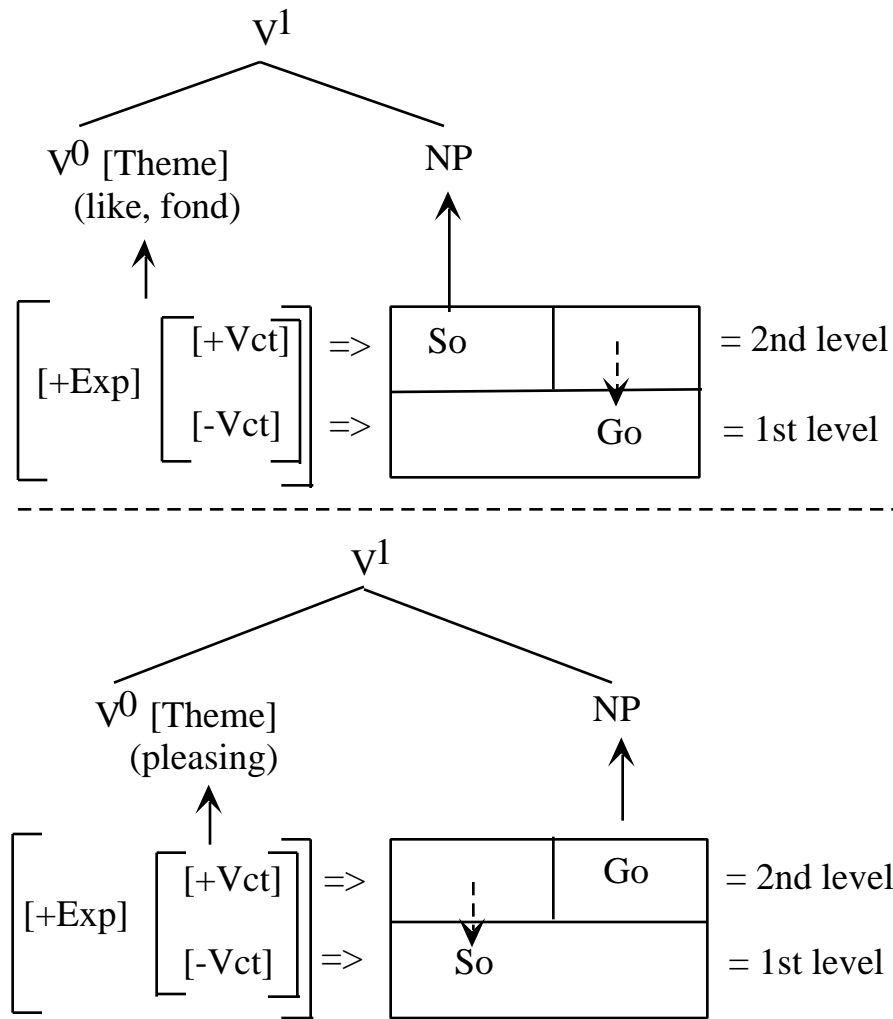 V1
V0 [Theme] NP
(like, fond)
[+Vct] => So = 2nd level
[+Exp]
[-Vct] => Go = 1st level
V1
V0 [Theme] NP
(pleasing)
[+Vct] => Go = 2nd level
[+Exp]
[-Vct] => So = 1st level